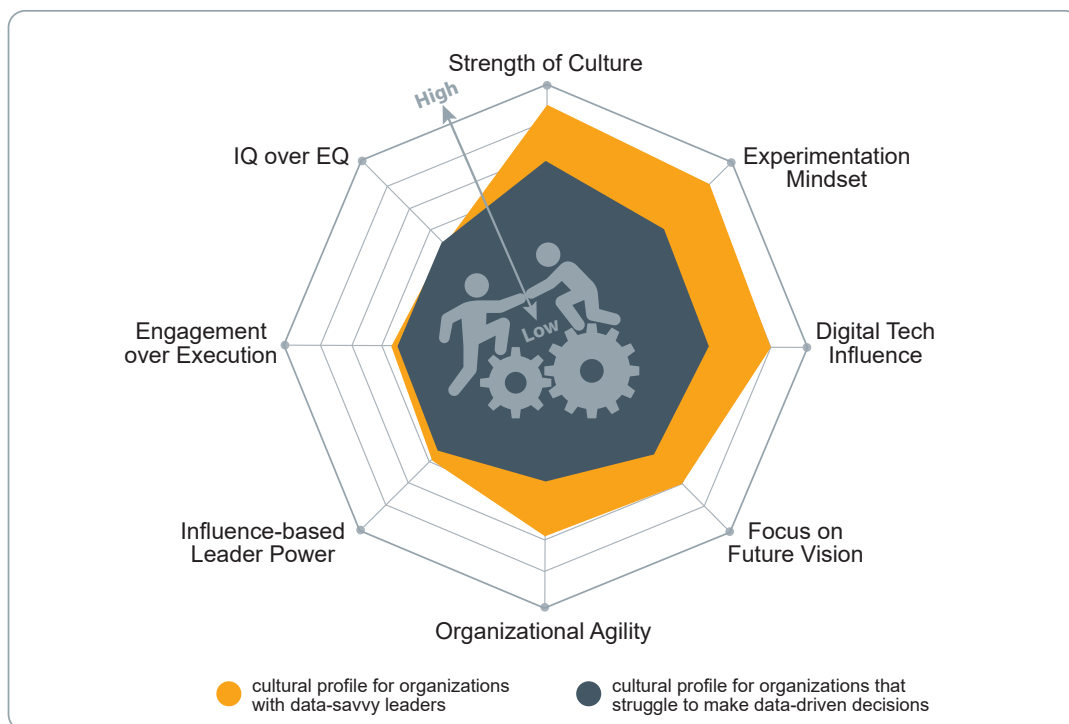 Strength of Culture
High
IQ over EQ
Experimentation
Mindset
Engagement
over Execution
Low
Digital Tech
Influence
Influence-based
Leader Power
Focus on
Future Vision
Organizational Agility
cultural profile for organizations
with data-savvy leaders
cultural profile for organizations that
struggle to make data-driven decisions